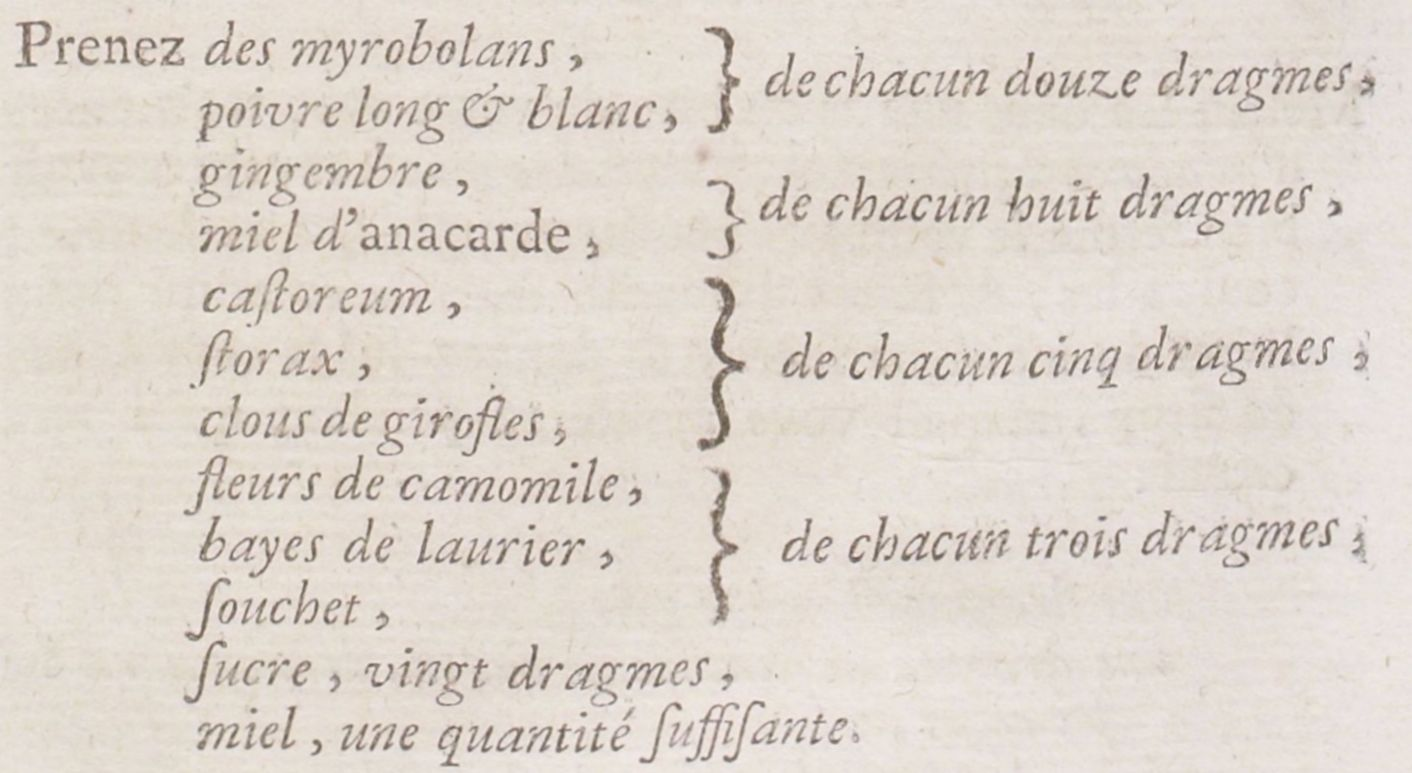 Prenez des myrobolans,
poivre long & blanc, } de chacun douze dragmes,
gingembre,
miel d'anacarde, } de chacun huit dragmes,
caſtoreum,
ſtorax, } de chacun cinq dragmes,
clous de girofles,
fleurs de camomile,
bayes de laurier, } de chacun trois dragmes,
ſouchet,
ſucre, vingt dragmes,
miel, une quantité ſuffiſante.